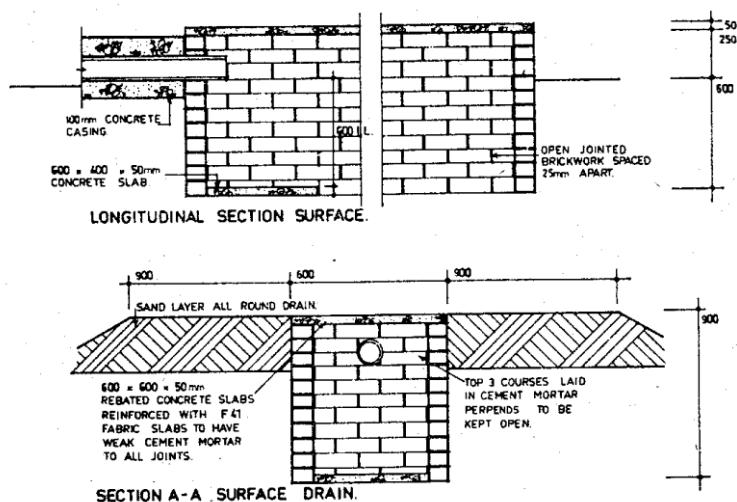 50
250
600
100mm CONCRETE
CASING.
600 I.L.
600 x 400 x 50mm
CONCRETE SLAB.
OPEN JOINTED
BRICKWORK SPACED
25mm APART.
LONGITUDINAL SECTION SURFACE.
900
600
900
SAND LAYER ALL ROUND DRAIN.
900
600 x 600 x 50mm
REBATED CONCRETE SLABS
REINFORCED WITH F 41
FABRIC SLABS TO HAVE
WEAK CEMENT MORTAR
TO ALL JOINTS.
TOP 3 COURSES LAID
IN CEMENT MORTAR
PERPENDS TO BE
KEPT OPEN.
SECTION A-A SURFACE DRAIN.